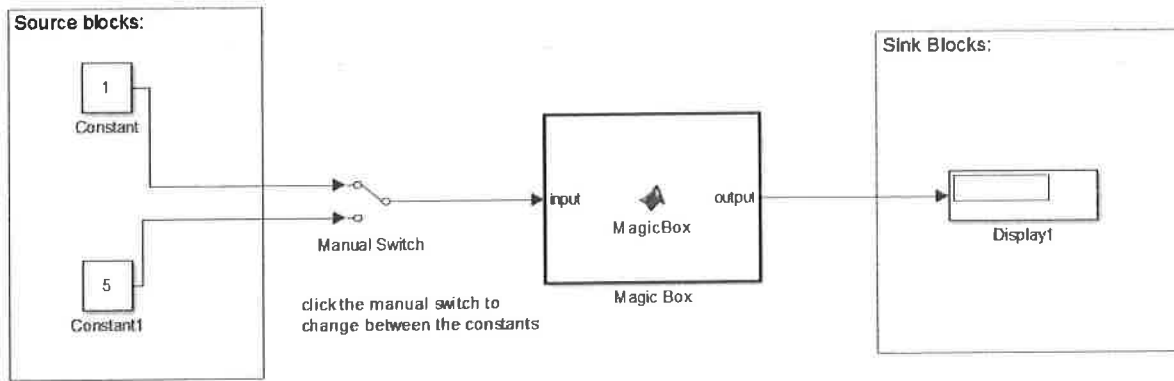 Source blocks:
1
Constant
5
Constant1
Manual Switch
click the manual switch to
change between the constants
input
MagicBox
output
Magic Box
Sink Blocks:
Display1